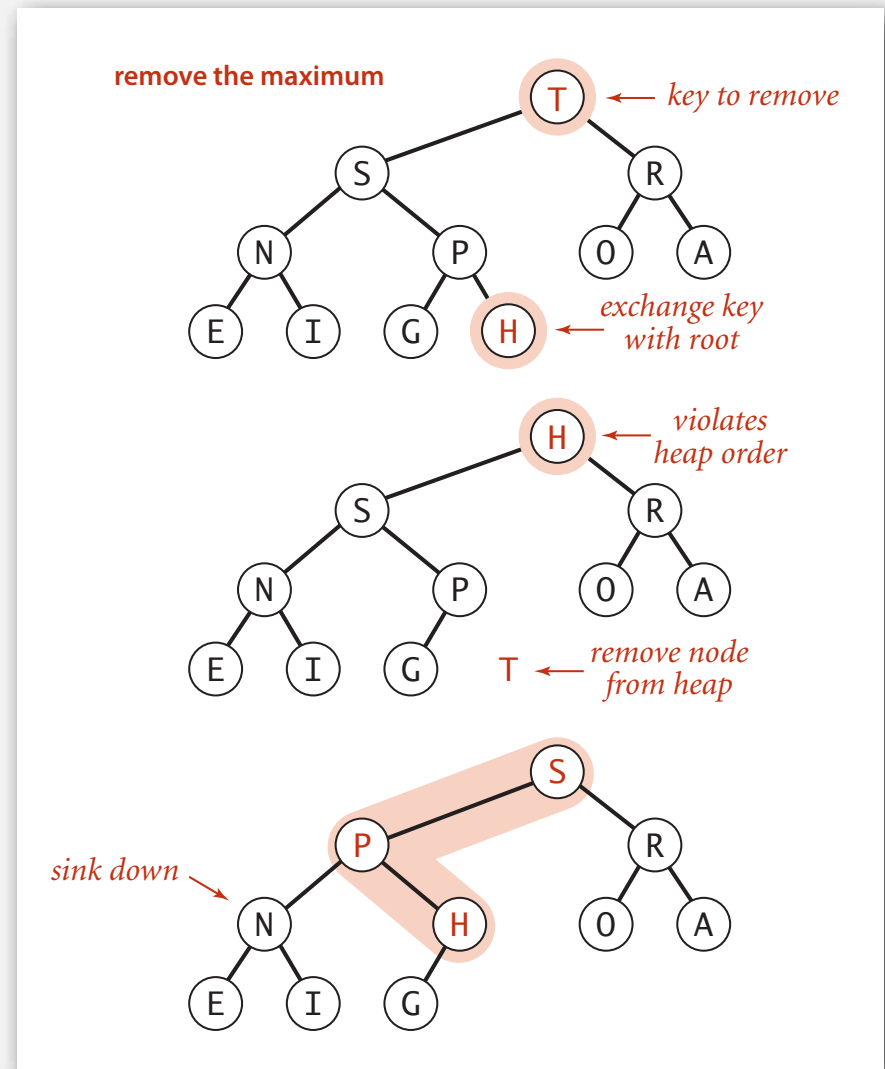 remove the maximum
T
key to remove
S
R
N
P
O
A
E
I
G
H
exchange key
with root
H
violates
heap order
S
R
N
P
O
A
E
I
G
T
remove node
from heap
S
P
R
sink down
N
H
O
A
E
I
G